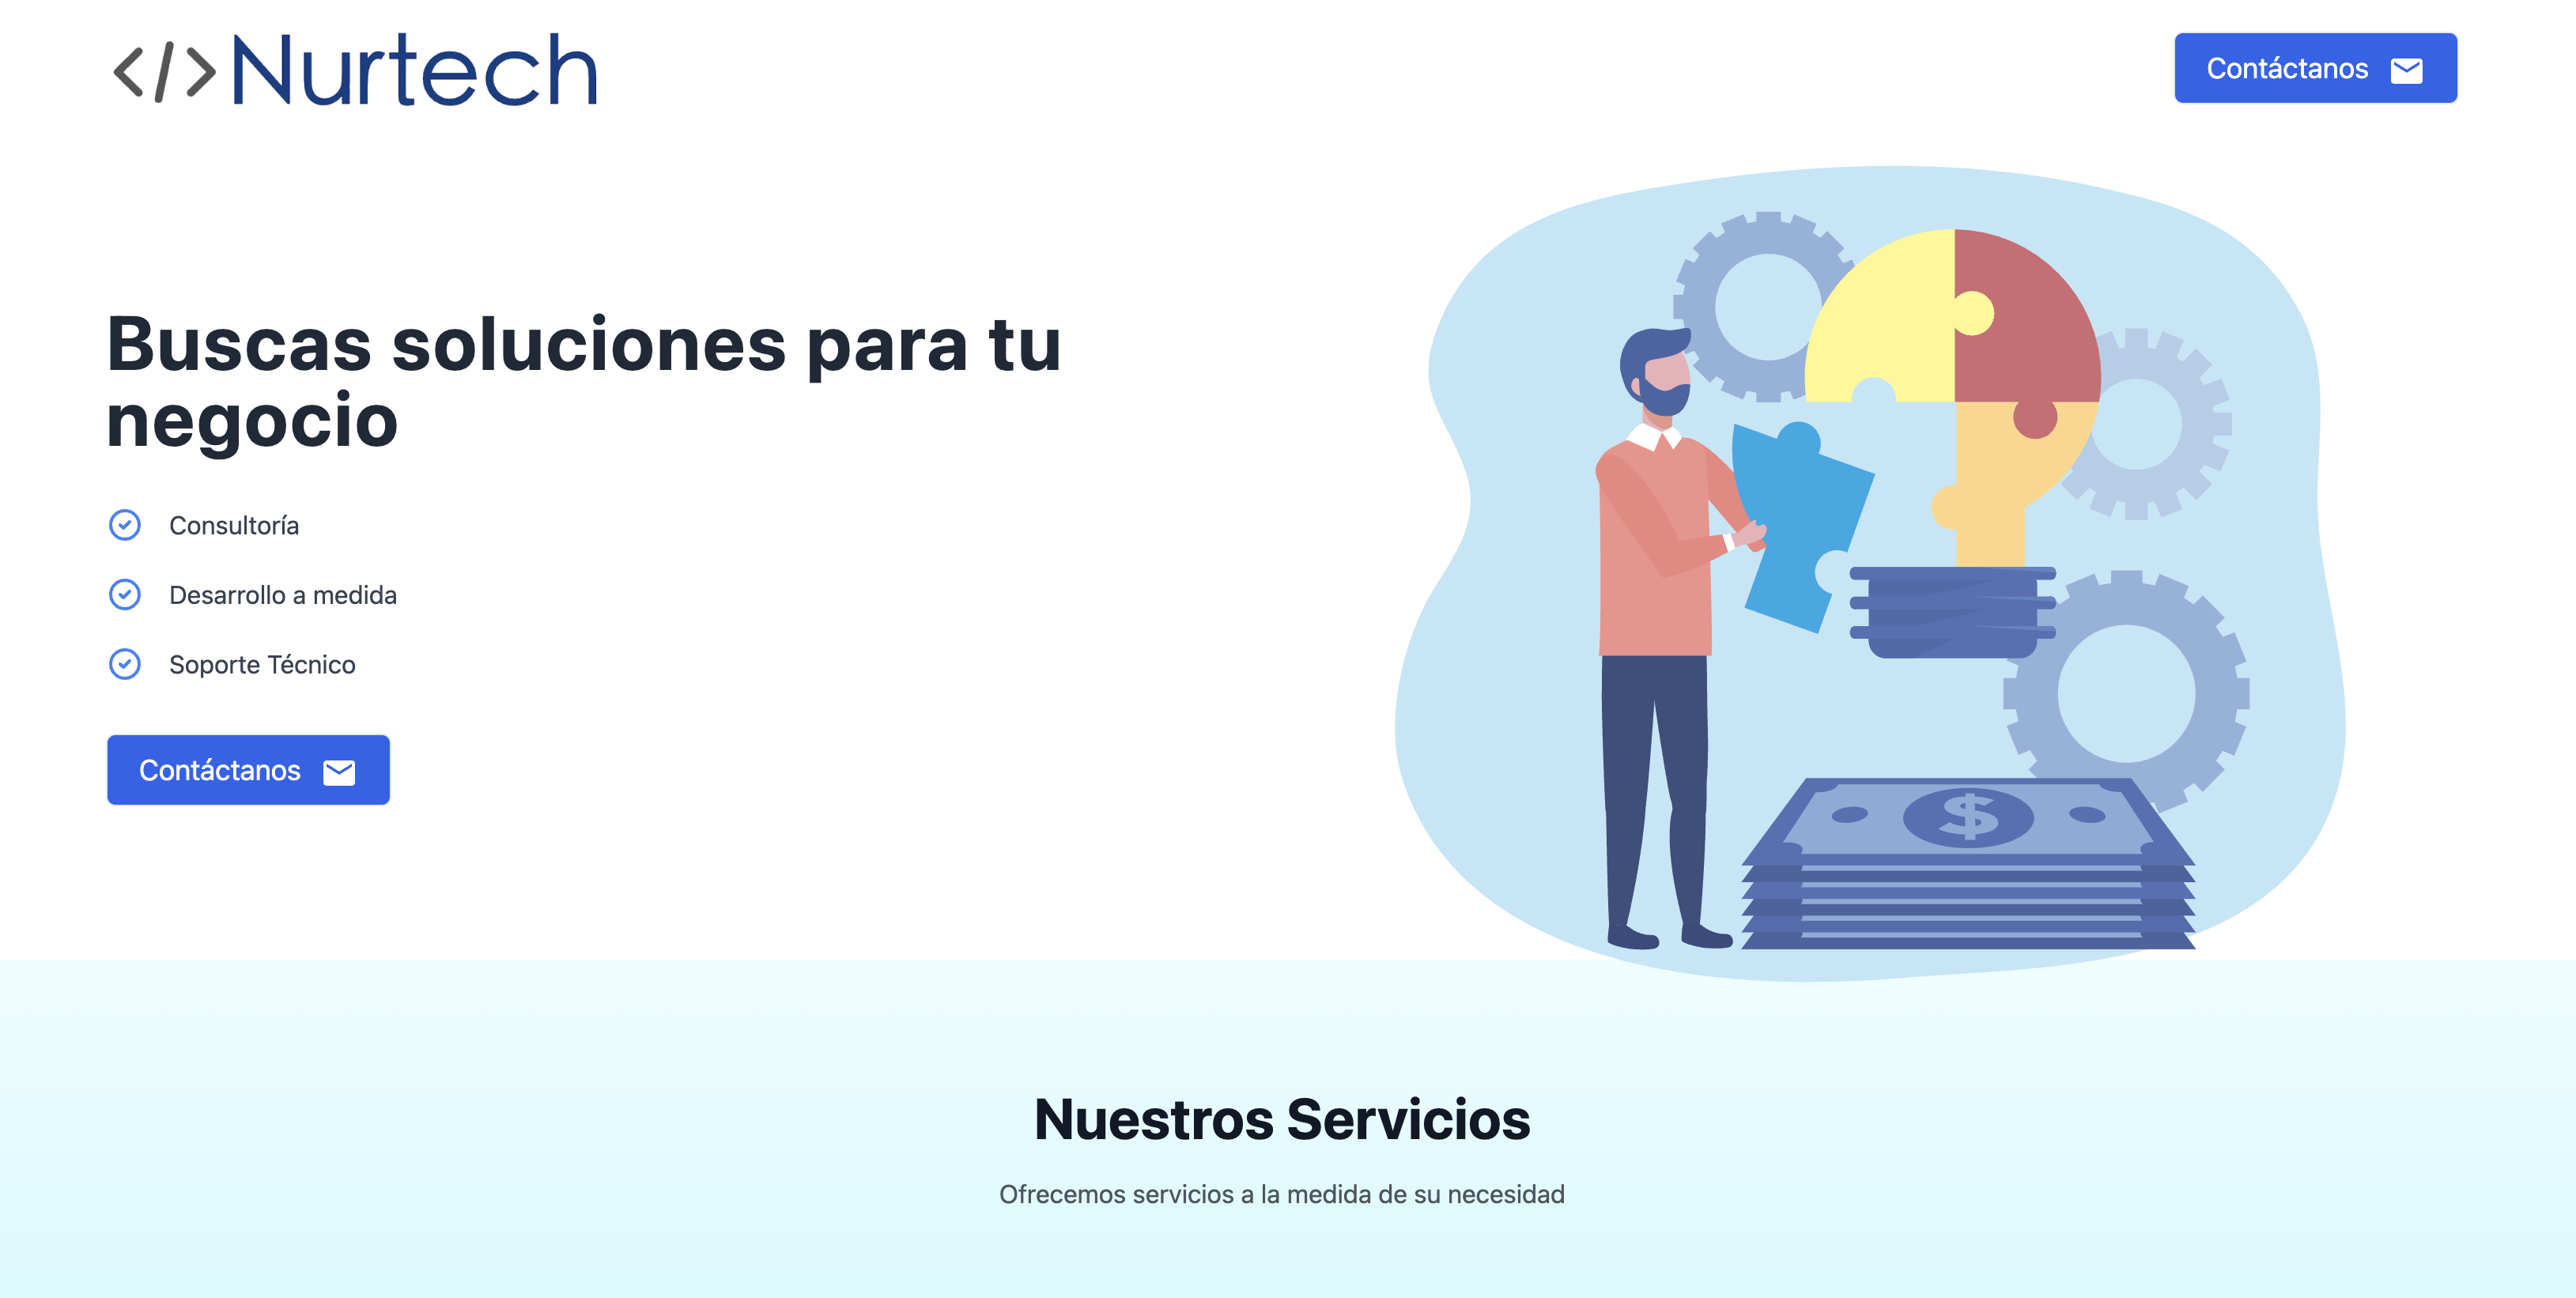 </> Nurtech
Contáctanos
Buscas soluciones para tu
negocio
Consultoría
Desarrollo a medida
Soporte Técnico
Contáctanos
$
Nuestros Servicios
Ofrecemos servicios a la medida de su necesidad